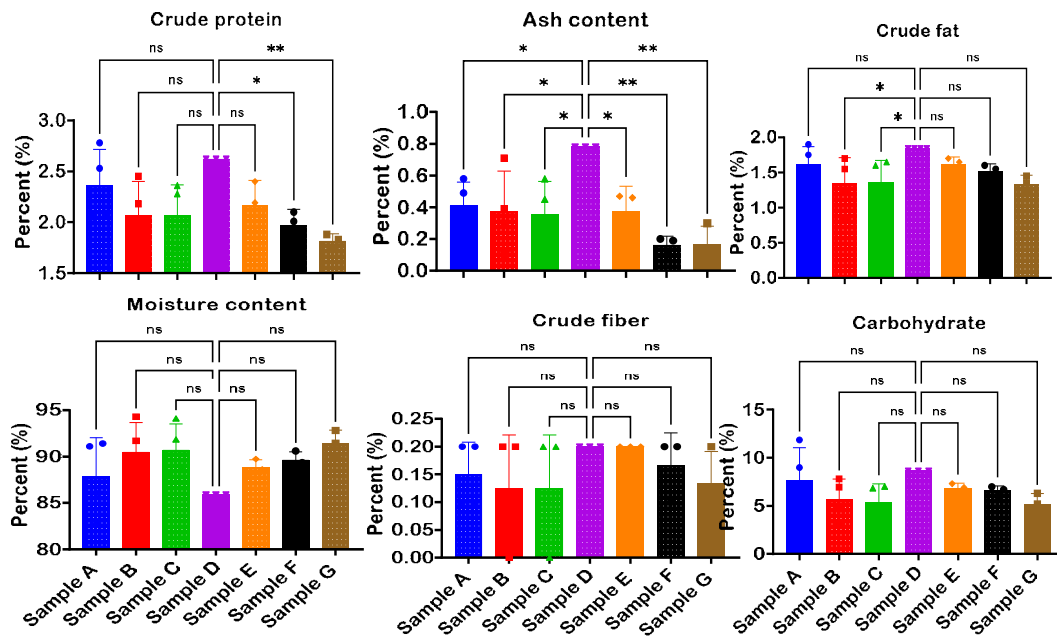 Crude protein
ns
**
ns
*
ns
ns
Percent (%)
3.0
2.5
2.0
1.5
Ash content
*
**
*
**
*
*
Percent (%)
0.8
0.6
0.4
0.2
0.0
Crude fat
ns
ns
*
ns
*
ns
Percent (%)
2.0
1.5
1.0
0.5
0.0
Moisture content
ns
ns
ns
ns
ns
ns
Percent (%)
95
90
85
80
Sample A
Sample B
Sample C
Sample D
Sample E
Sample F
Sample G
Crude fiber
ns
ns
ns
ns
ns
ns
Percent (%)
0.25
0.20
0.15
0.10
0.05
0.00
Sample A
Sample B
Sample C
Sample D
Sample E
Sample F
Sample G
Carbohydrate
ns
ns
ns
ns
ns
ns
Percent (%)
15
10
5
0
Sample A
Sample B
Sample C
Sample D
Sample E
Sample F
Sample G